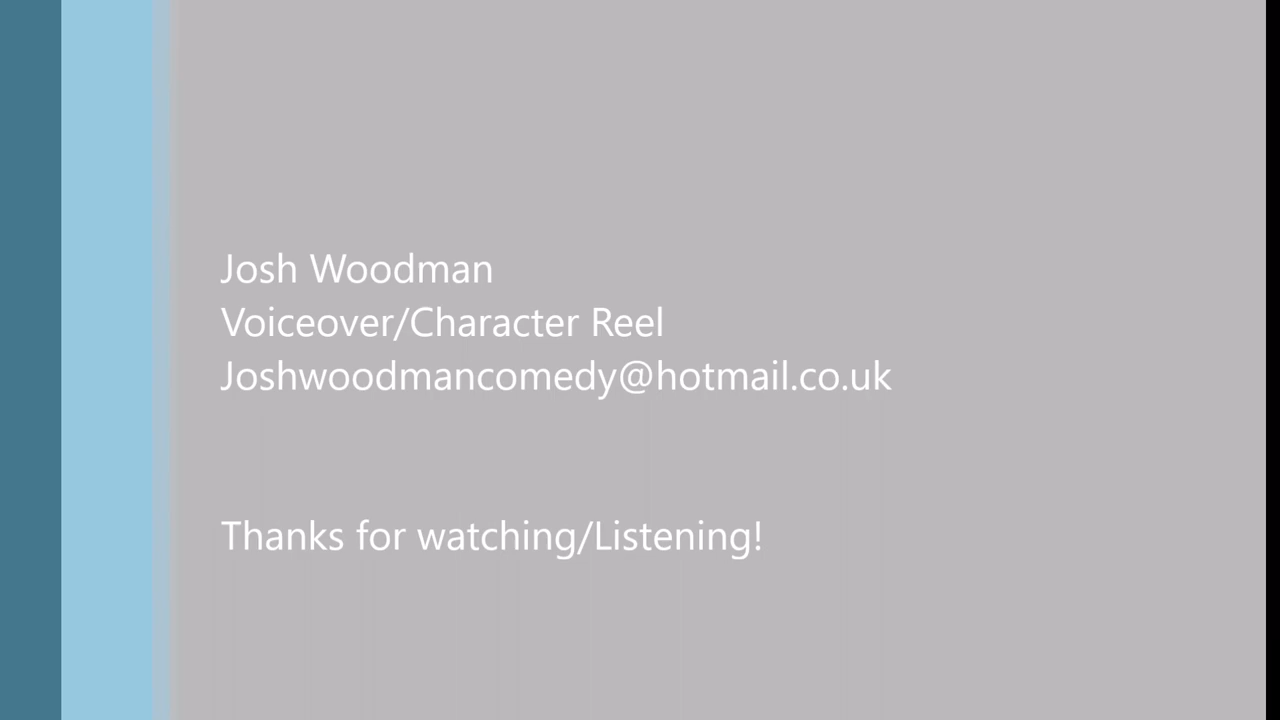 Josh Woodman
Voiceover/Character Reel
Joshwoodmancomedy@hotmail.co.uk
Thanks for watching/Listening!